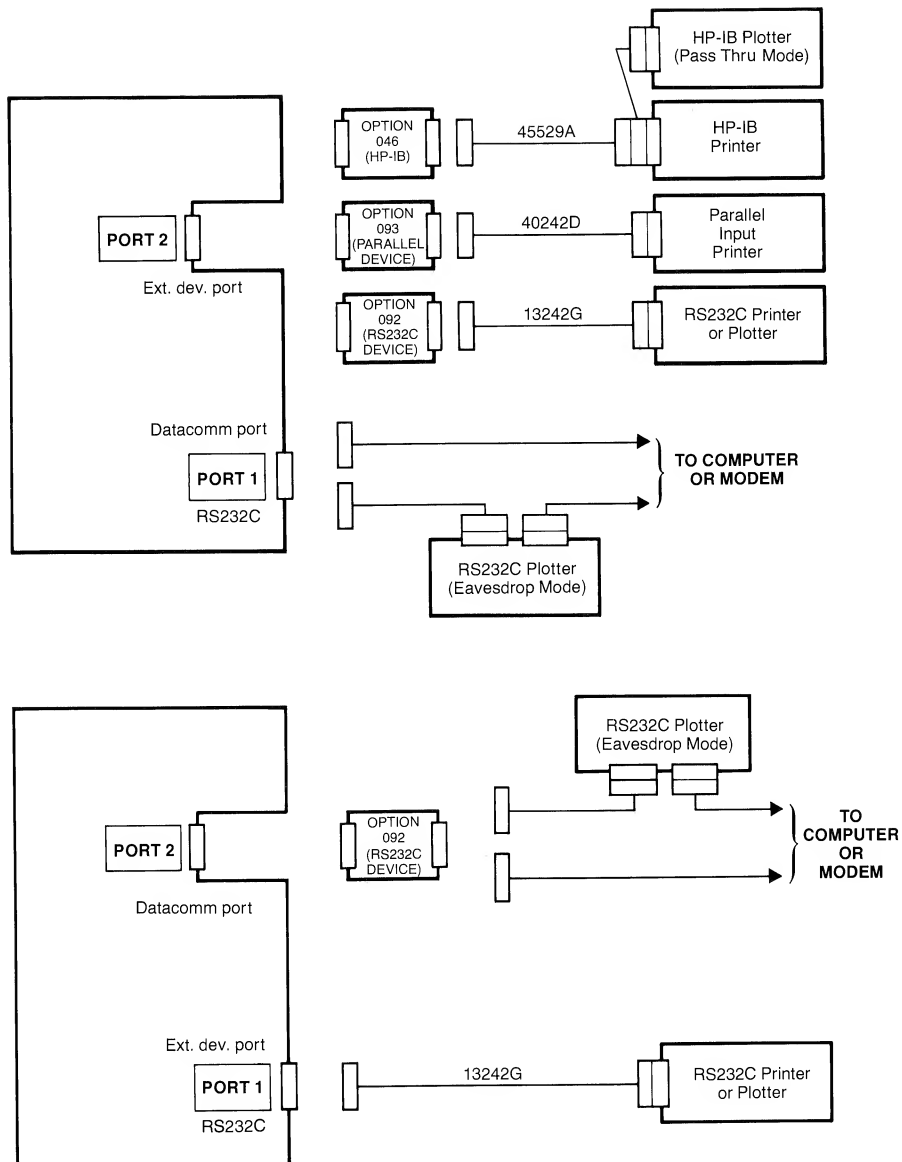 HP-IB Plotter
(Pass Thru Mode)
OPTION
046
(HP-IB)
45529A
HP-IB
Printer
PORT 2
Ext. dev. port
OPTION
093
(PARALLEL
DEVICE)
40242D
Parallel
Input
Printer
OPTION
092
(RS232C
DEVICE)
13242G
RS232C Printer
or Plotter
Datacomm port
PORT 1
RS232C
TO COMPUTER
OR MODEM
RS232C Plotter
(Eavesdrop Mode)
RS232C Plotter
(Eavesdrop Mode)
PORT 2
Datacomm port
OPTION
092
(RS232C
DEVICE)
TO
COMPUTER
OR
MODEM
Ext. dev. port
PORT 1
RS232C
13242G
RS232C Printer
or Plotter